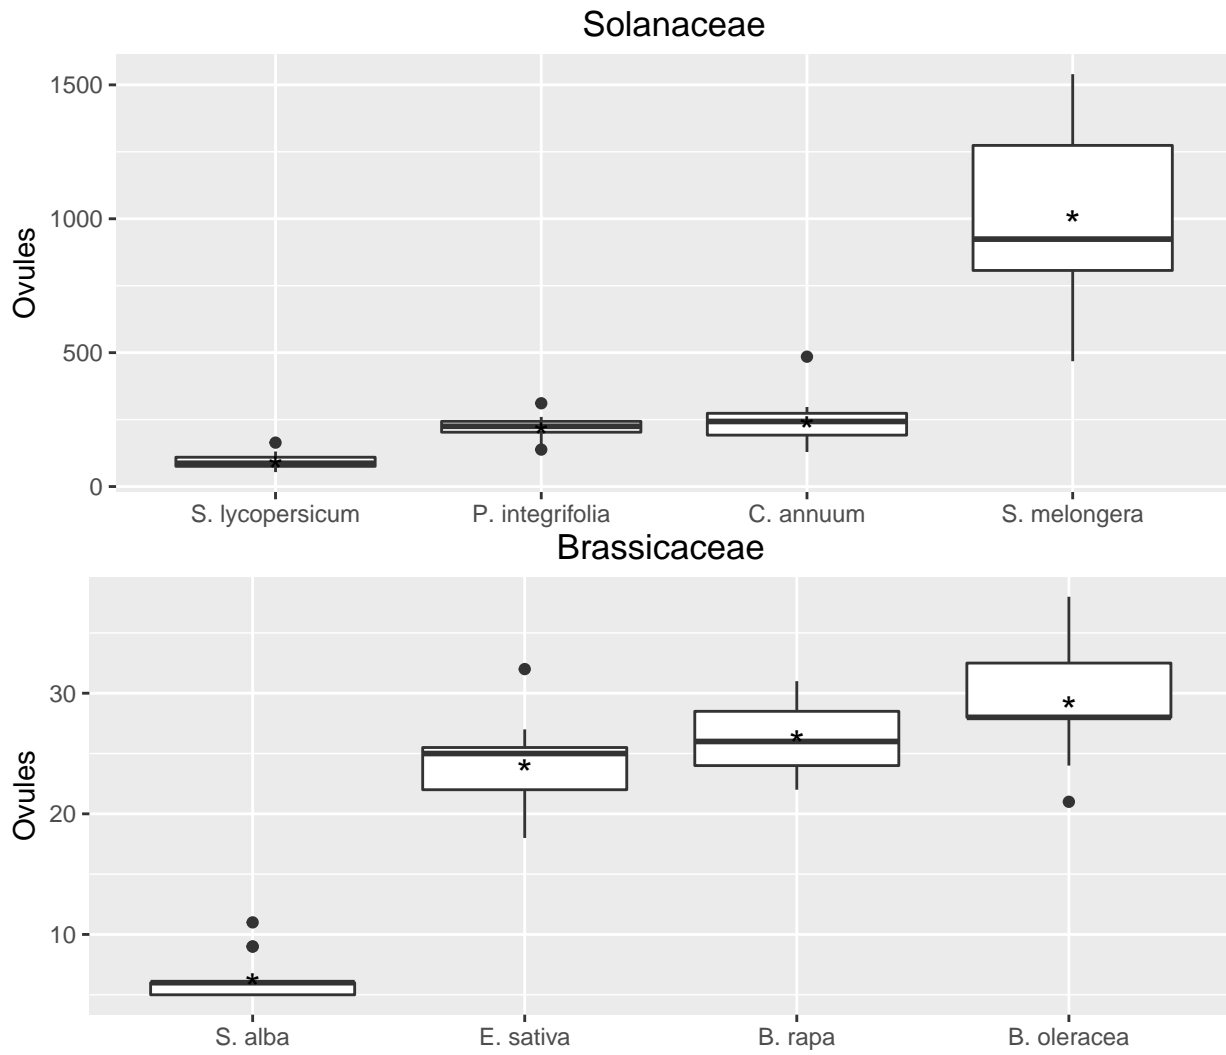 Solanaceae
Ovules
1500
1000
500
0
S. lycopersicum P. integrifolia C. annuum S. melongera
Brassicaceae
Ovules
30
20
10
S. alba E. sativa B. rapa B. oleracea